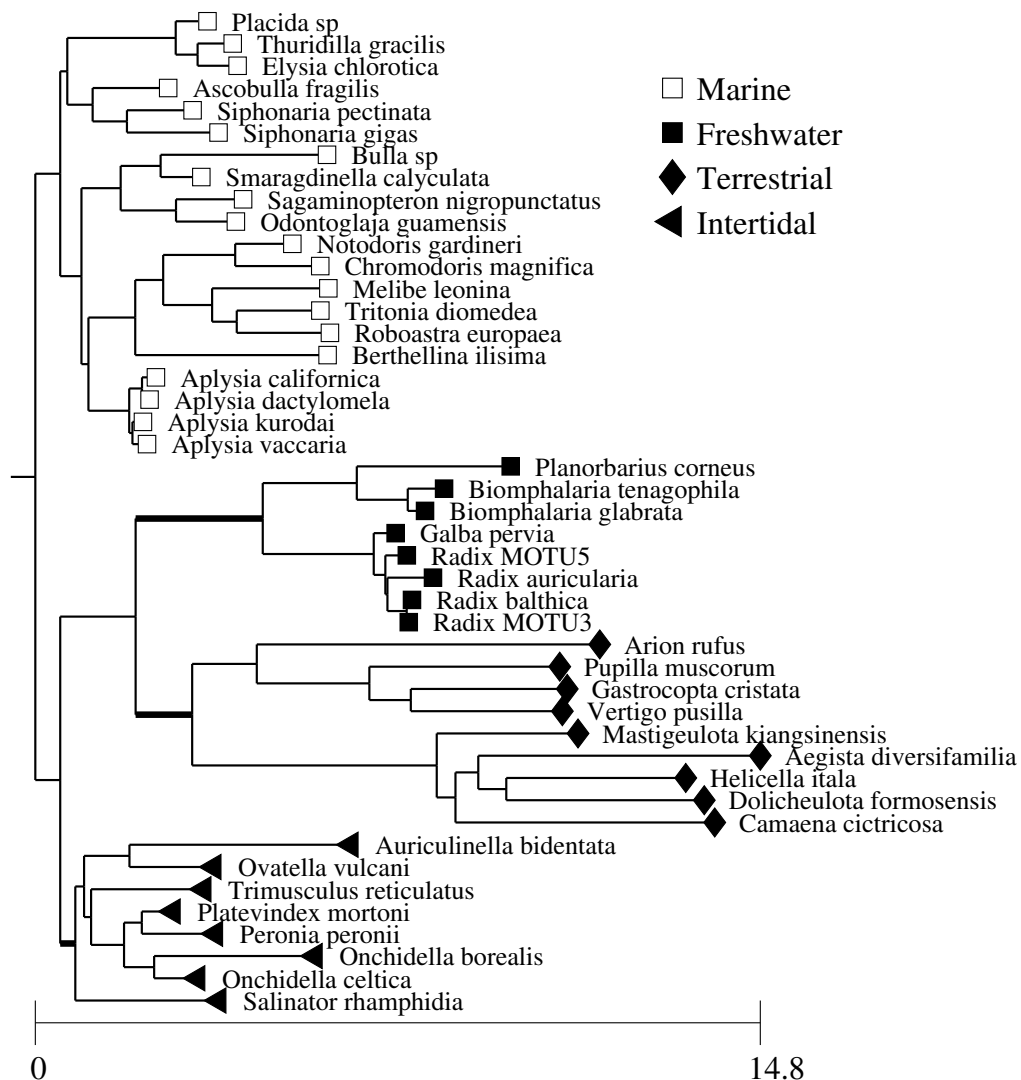 Placida sp
Thuridilla gracilis
Elysia chlorotica
Ascobulla fragilis
Siphonaria pectinata
Siphonaria gigas
Bulla sp
Smaragdinella calyculata
Sagaminopteron nigropunctatus
Odontoglaja guamensis
Notodoris gardineri
Chromodoris magnifica
Melibe leonina
Tritonia diomedea
Roboastra europaea
Berthellina ilisima
Aplysia californica
Aplysia dactylomela
Aplysia kurodai
Aplysia vaccaria
Planorbarius corneus
Biomphalaria tenagophila
Biomphalaria glabrata
Galba pervia
Radix MOTU5
Radix auricularia
Radix balthica
Radix MOTU3
Arion rufus
Pupilla muscorum
Gastrocopta cristata
Vertigo pusilla
Mastigeulota kiangsinensis
Aegista diversifamilia
Helicella itala
Dolicheulota formosensis
Camaena cictricosa
Auriculinella bidentata
Ovatella vulcani
Trimusculus reticulatus
Platevindex mortoni
Peronia peronii
Onchidella borealis
Onchidella celtica
Salinator rhamphidia
Marine
Freshwater
Terrestrial
Intertidal
0
14.8